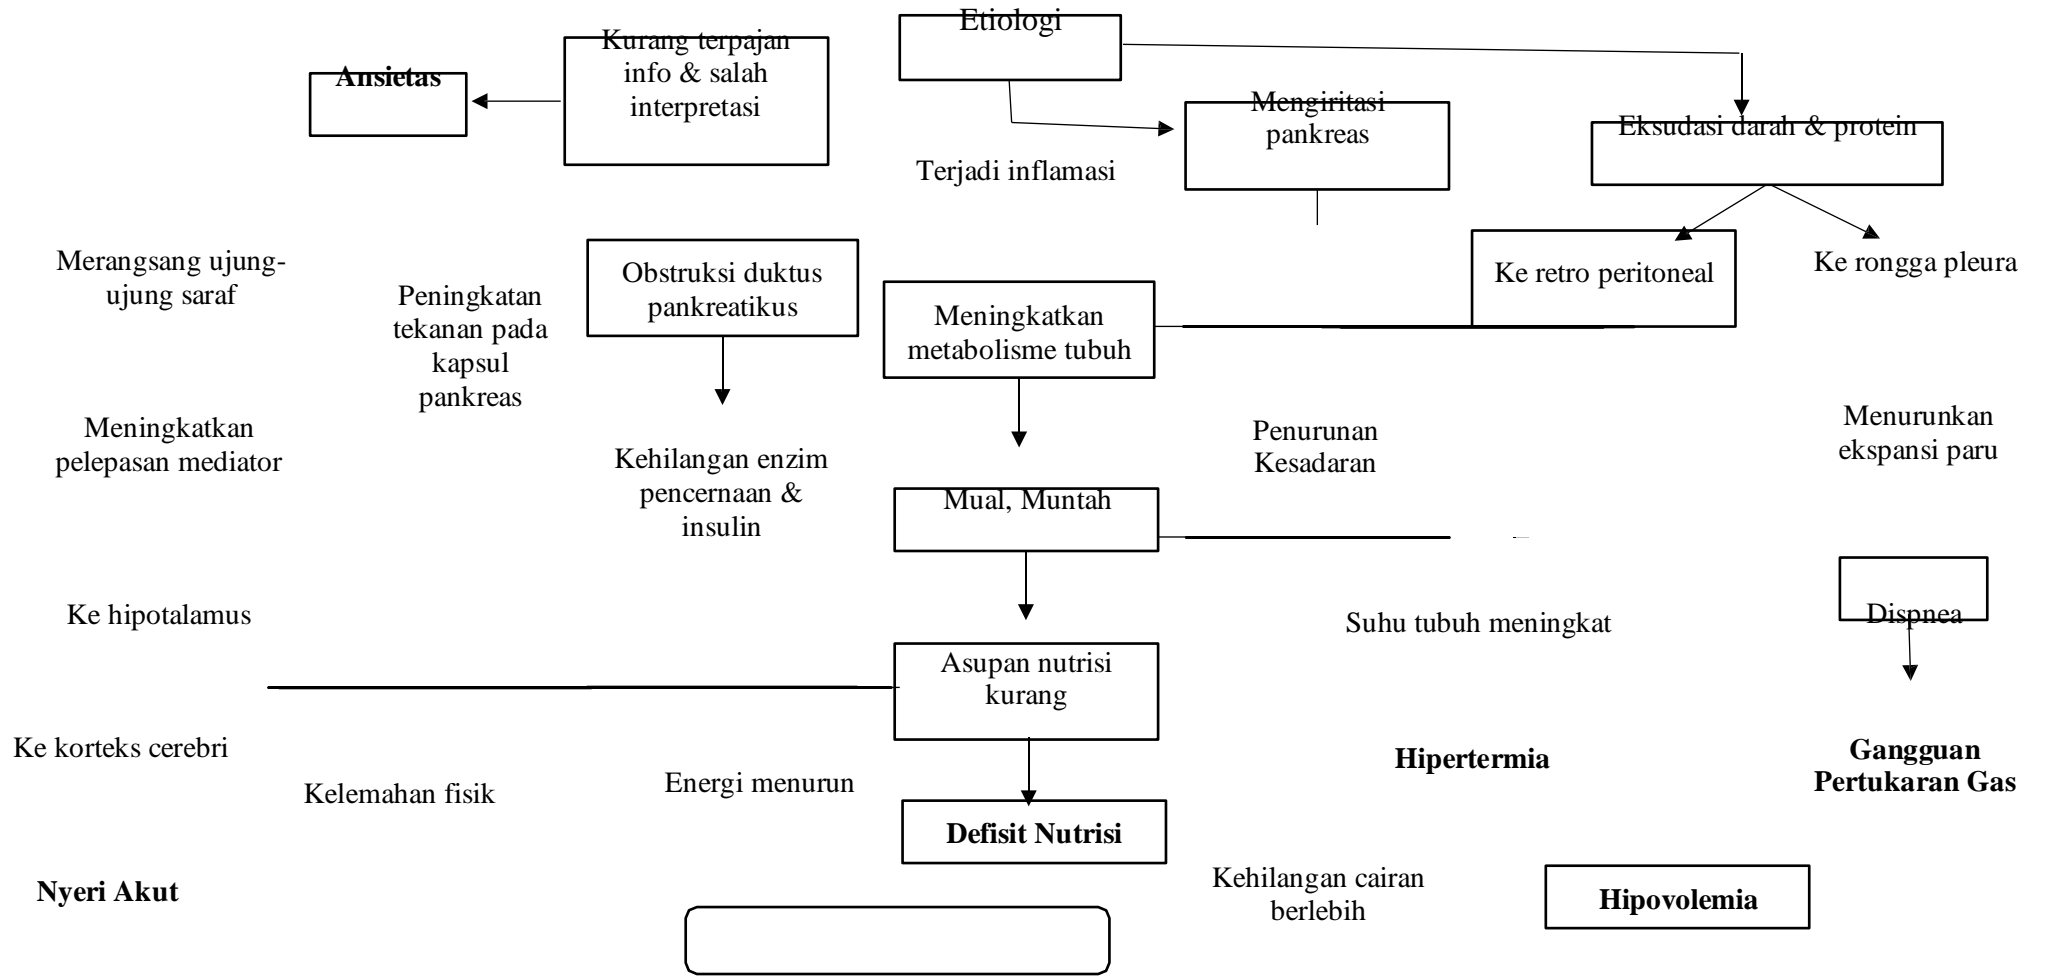 Etiologi
Kurang terpajan
info & salah
interpretasi
Ansietas
Mengiritasi
pankreas
Eksudasi darah & protein
Terjadi inflamasi
Merangsang ujung-
ujung saraf
Peningkatan
tekanan pada
kapsul
pankreas
Obstruksi duktus
pankreatikus
Meningkatkan
metabolisme tubuh
Ke retro peritoneal
Ke rongga pleura
Meningkatkan
pelepasan mediator
Kehilangan enzim
pencernaan &
insulin
Mual, Muntah
Penurunan
Kesadaran
Menurunkan
ekspansi paru
Ke hipotalamus
Asupan nutrisi
kurang
Suhu tubuh meningkat
Dispnea
Ke korteks cerebri
Kelemahan fisik
Energi menurun
Defisit Nutrisi
Hipertermia
Gangguan
Pertukaran Gas
Nyeri Akut
Kehilangan cairan
berlebih
Hipovolemia